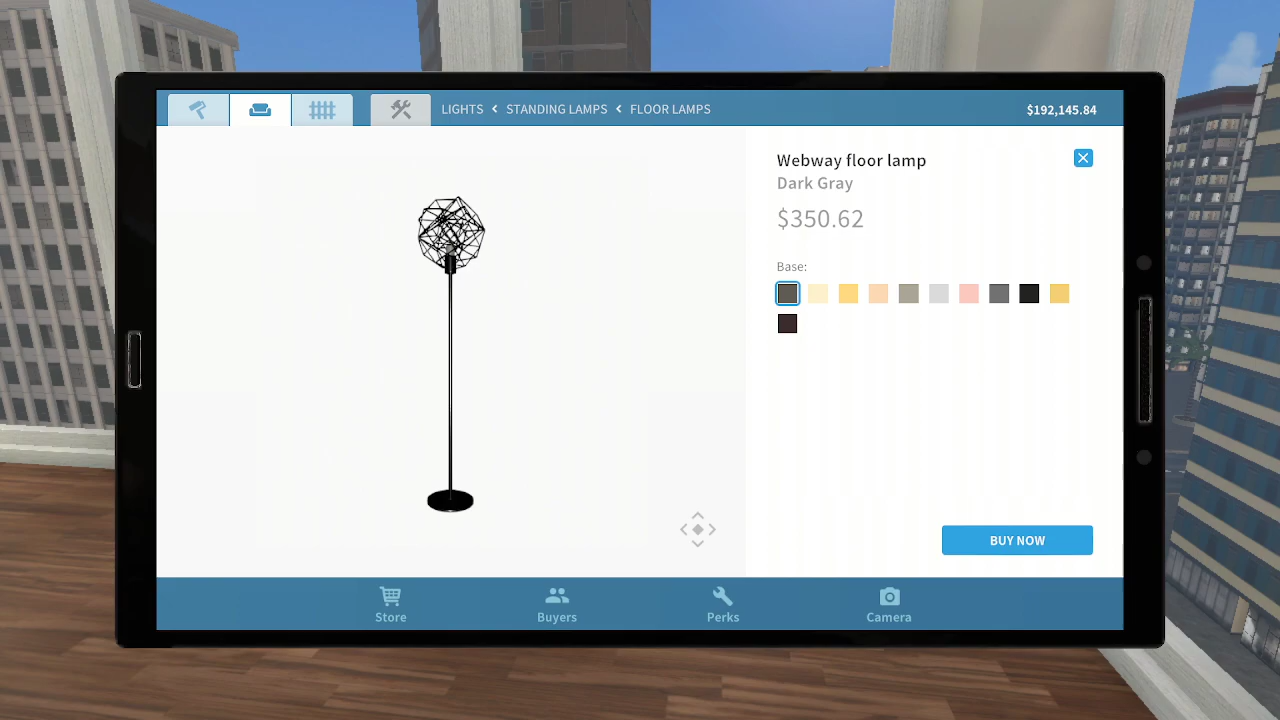 LIGHTS < STANDING LAMPS < FLOOR LAMPS
$192,145.84
Webway floor lamp
Dark Gray
$350.62
Base:
BUY NOW
Store
Buyers
Perks
Camera